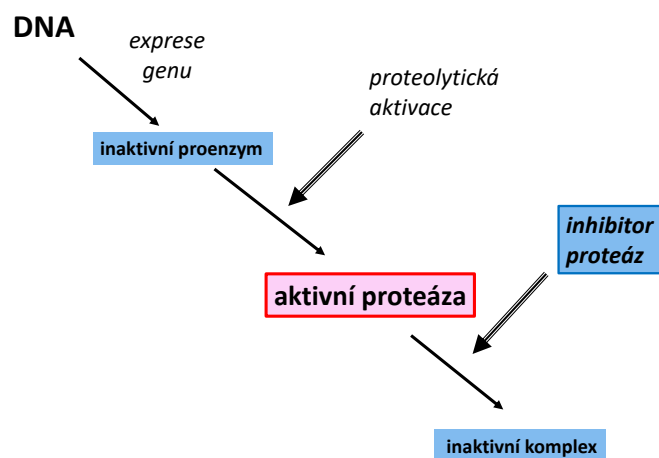 DNA
exprese
genu
proteolytická
aktivace
inaktivní proenzym
inhibitor
proteáz
aktivní proteáza
inaktivní komplex